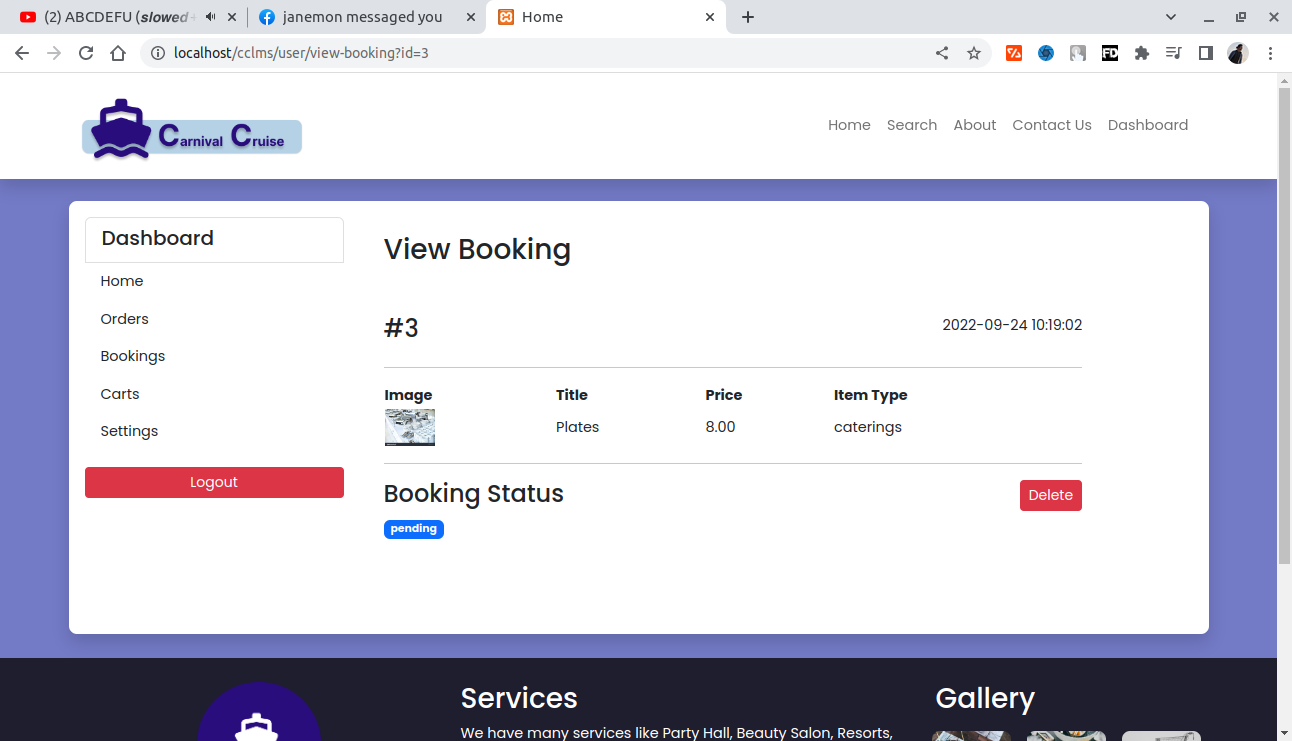 (2) ABCDEFU (slowed +
janemon messaged you
Home
localhost/cclms/user/view-booking?id=3
FD
Carnival Cruise
Home Search About Contact Us Dashboard
Dashboard
Home
Orders
Bookings
Carts
Settings
Logout
View Booking
#3 2022-09-24 10:19:02
Image Title Price Item Type
Plates 8.00 caterings
Booking Status Delete
pending
Services
We have many services like Party Hall, Beauty Salon, Resorts,
Gallery